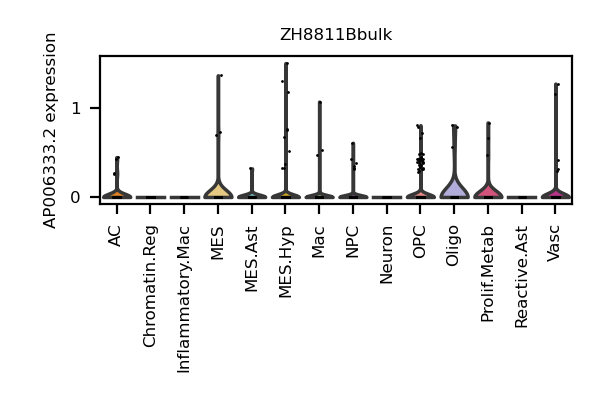 ZH8811Bbulk
AP006333.2 expression
1
0
AC
Chromatin.Reg
Inflammatory.Mac
MES
MES.Ast
MES.Hyp
Mac
NPC
Neuron
OPC
Oligo
Prolif.Metab
Reactive.Ast
Vasc